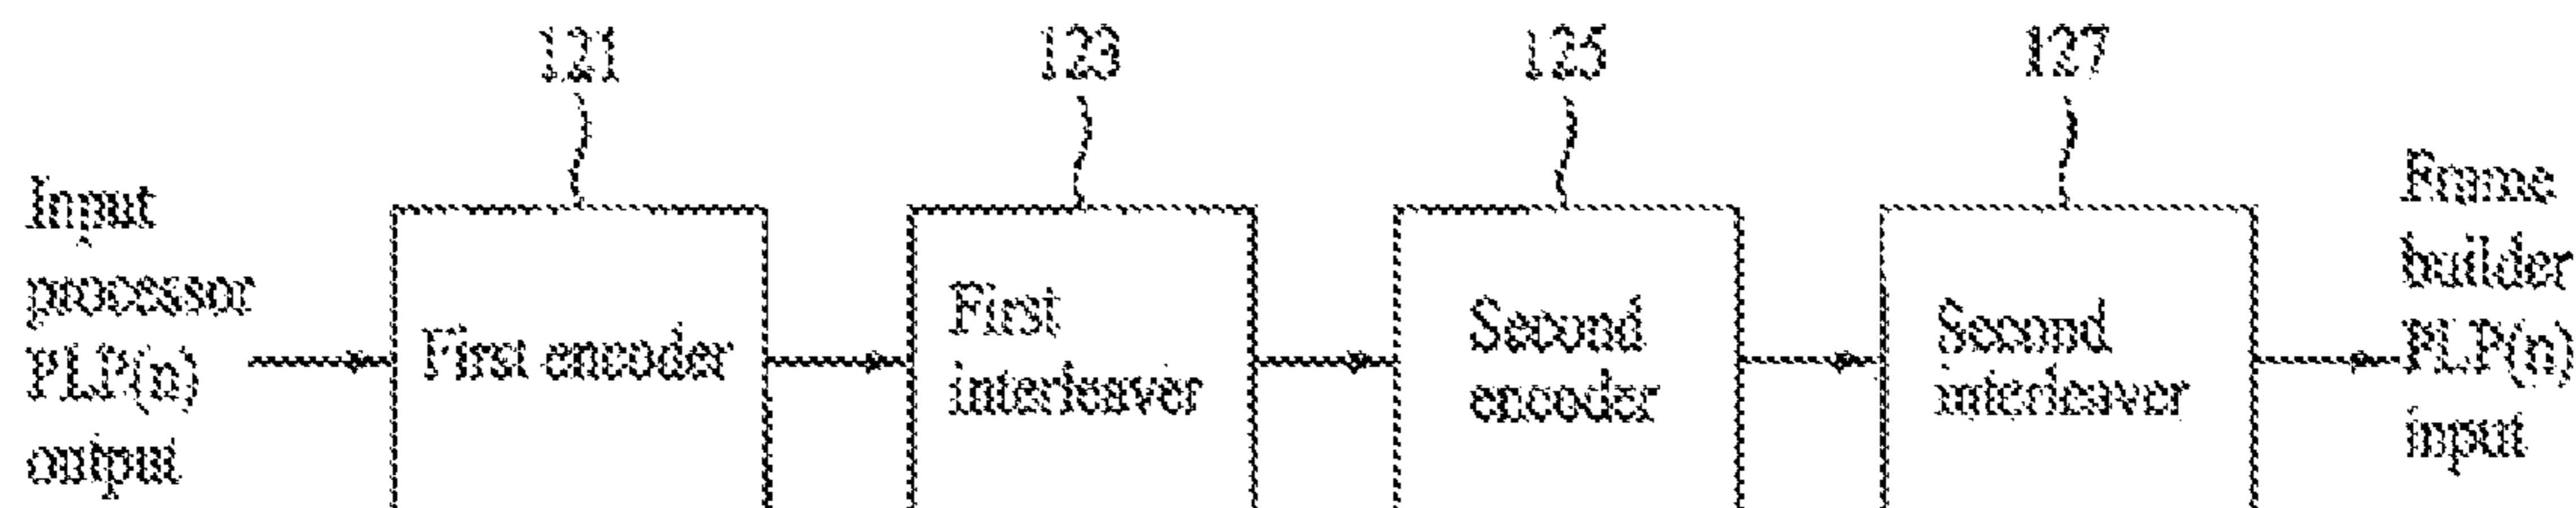 121
123
125
127
Input
processor
PLP(n)
output
First encoder
First
interleaver
Second
encoder
Second
interleaver
Frame
builder
PLP(n)
input